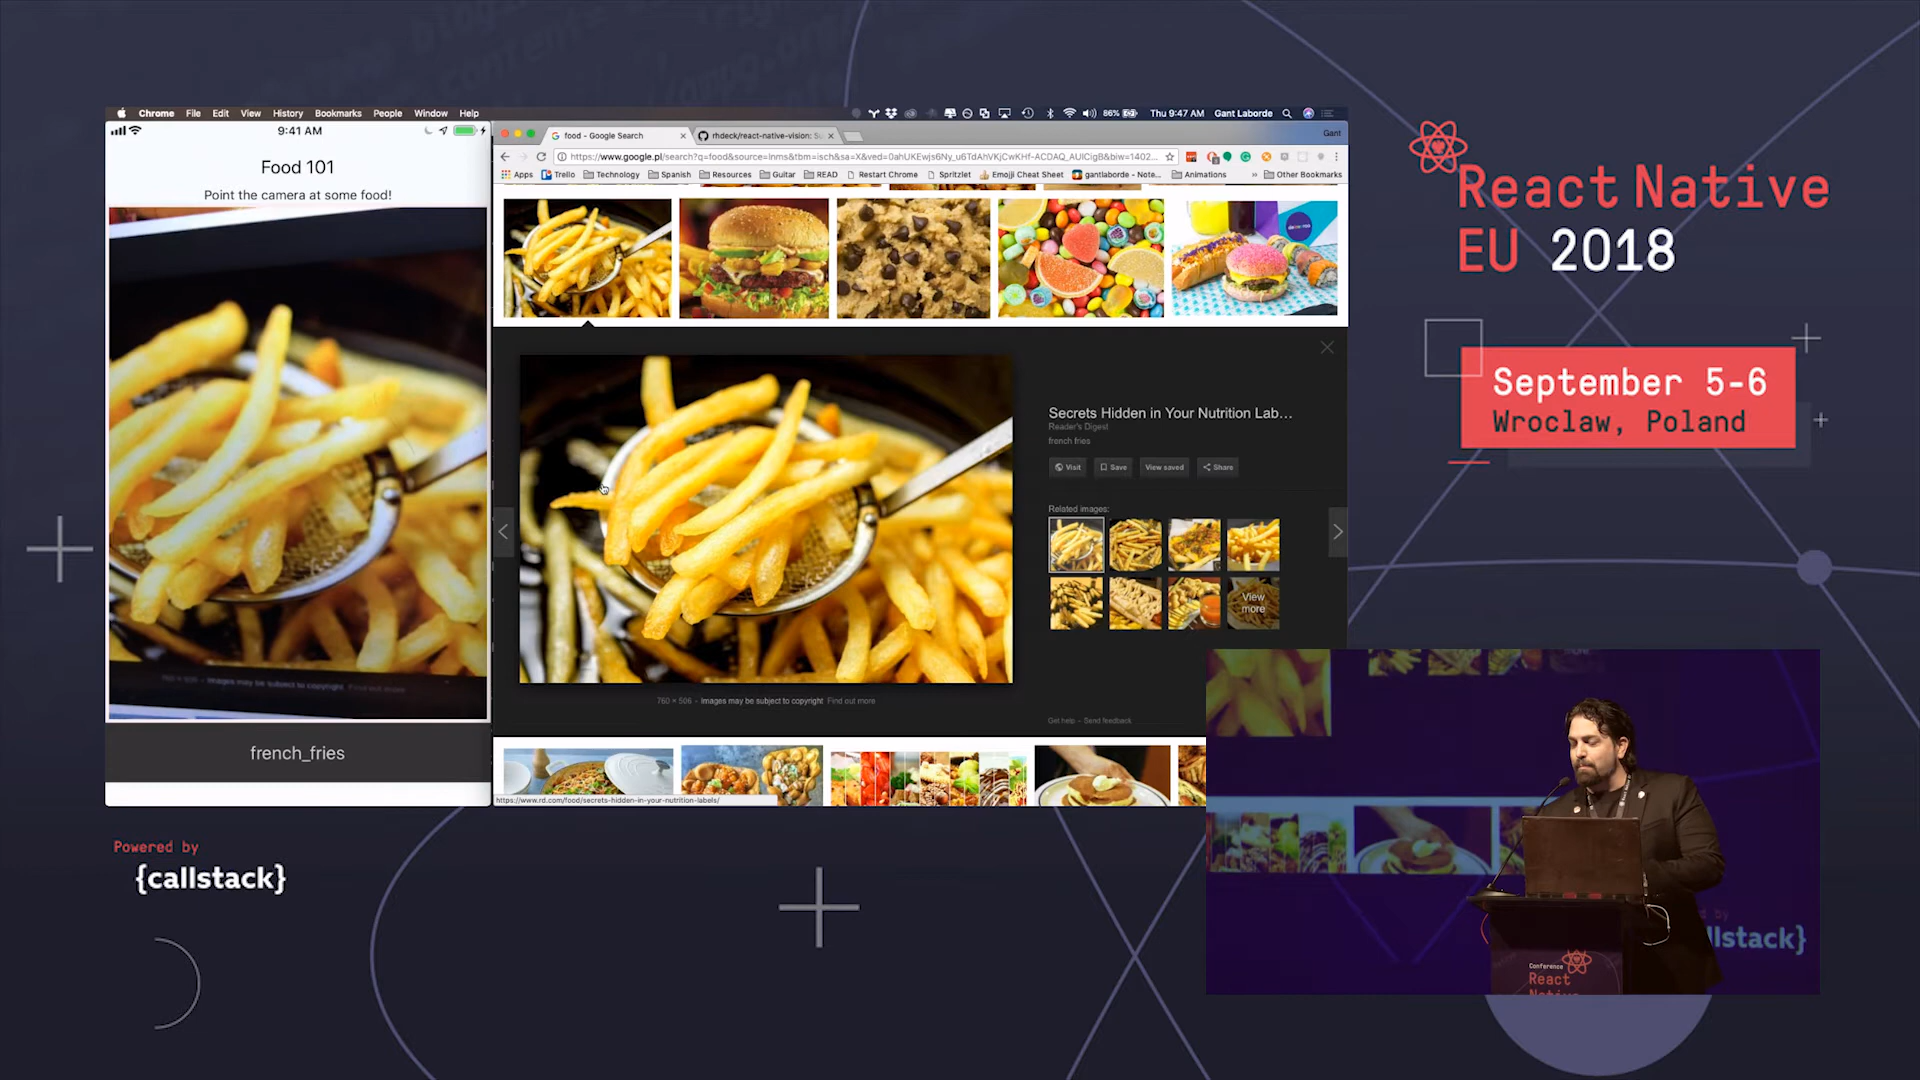 Chrome File Edit View History Bookmarks People Window Help
86% Thu 9:47 AM Gant Laborde
9:41 AM
Food 101
Point the camera at some food!
french_fries
food - Google Search
rhdeck/react-native-vision: Su
Gant
https://www.google.pl/search?q=food&source=lnms&tbm=isch&sa=X&ved=0ahUKEwjs6Ny_u6TdAhVKjCwKHf-ACDAQ_AUICigB&biw=1402...
Apps Trello Technology Spanish Resources Guitar READ Restart Chrome Spritzlet Emojji Cheat Sheet gantlaborde - Note... Animations » Other Bookmarks
Secrets Hidden in Your Nutrition Lab...
Reader's Digest
french fries
Visit Save View saved Share
Related images:
View
more
760 × 506 - Images may be subject to copyright Find out more
Get help - Send feedback
https://www.rd.com/food/secrets-hidden-in-your-nutrition-labels/
React Native
EU 2018
September 5-6
Wroclaw, Poland
Powered by
{callstack}
llstack}
Conference
React
Native